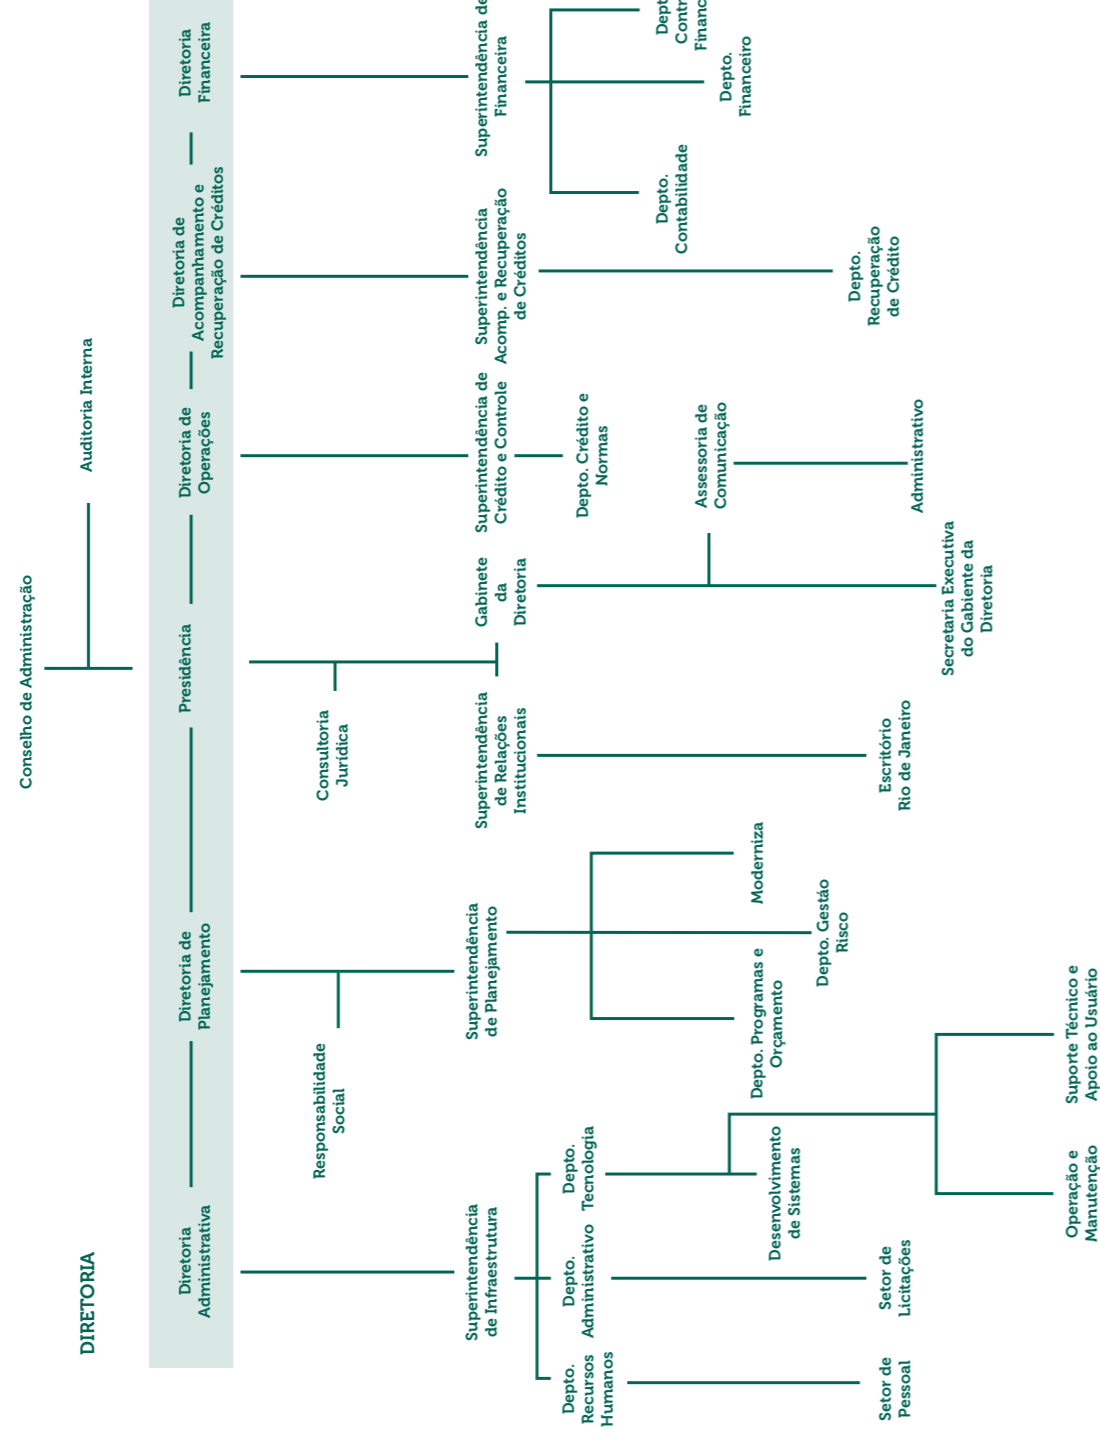 Conselho de Administração
Auditoria Interna
DIRETORIA
Diretoria
Administrativa
Diretoria de
Planejamento
Presidência
Diretoria de
Operações
Diretoria de
Acompanhamento e
Recuperação de Créditos
Diretoria
Financeira
Responsabilidade
Social
Consultoria
Jurídica
Superintendência
de Infraestrutura
Superintendência
de Planejamento
Superintendência
de Relações
Institucionais
Gabinete
da
Diretoria
Superintendência de
Crédito e Controle
Superintendência
Acomp. e Recuperação
de Créditos
Superintendência de
Financeira
Depto.
Recursos
Humanos
Depto.
Administrativo
Depto.
Tecnologia
Depto. Crédito e
Normas
Depto.
Contabilidade
Depto.
Financeiro
Desenvolvimento
de Sistemas
Depto. Programas e
Orçamento
Moderniza
Depto. Gestão
Risco
Assessoria de
Comunicação
Administrativo
Depto.
Recuperação
de Crédito
Setor de
Pessoal
Setor de
Licitações
Escritório
Rio de Janeiro
Secretaria Executiva
do Gabiente da
Diretoria
Operação e
Manutenção
Suporte Técnico e
Apoio ao Usuário